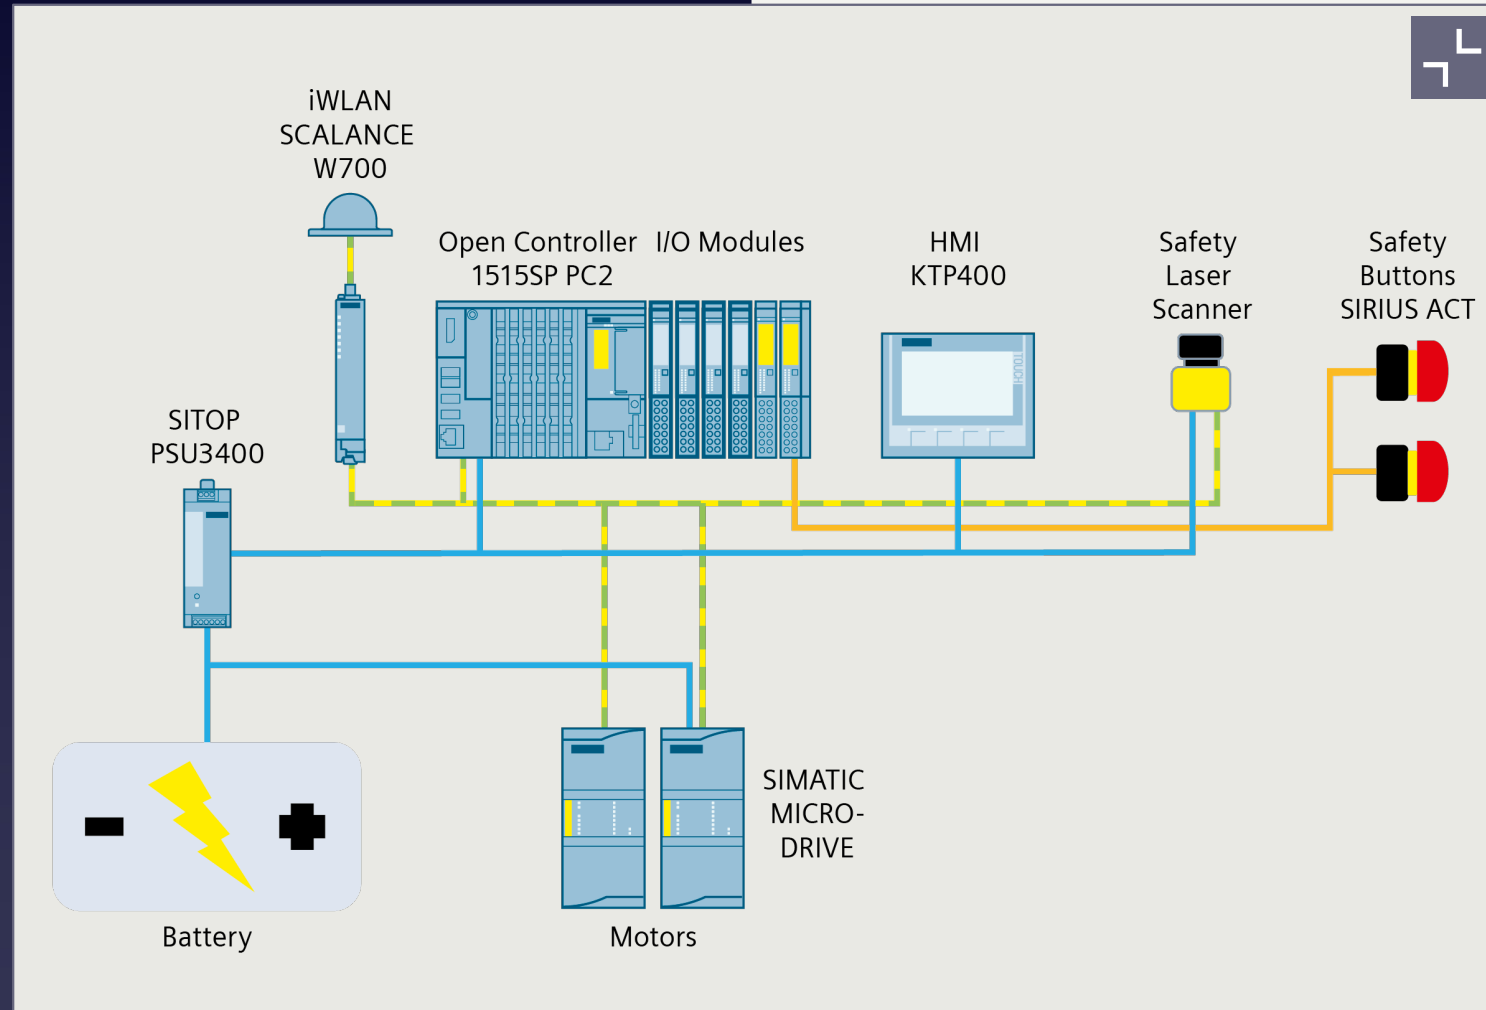 iWLAN
SCALANCE
W700
Open Controller
1515SP PC2
I/O Modules
HMI
KTP400
Safety
Laser
Scanner
Safety
Buttons
SIRIUS ACT
TOUCH
SITOP
PSU3400
SIMATIC
MICRO-
DRIVE
Battery
Motors